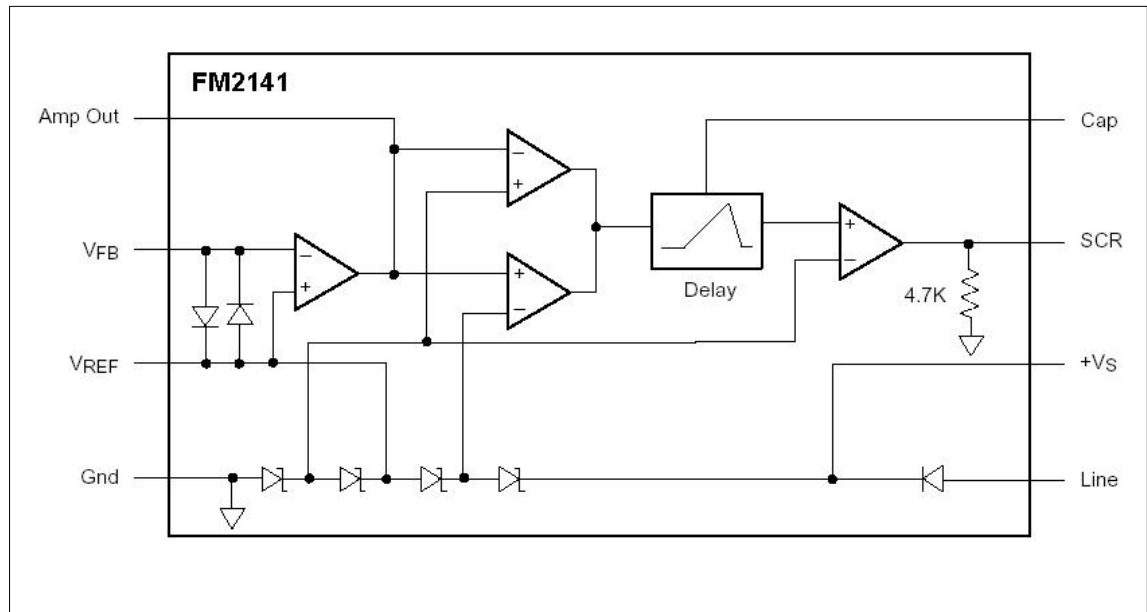 FM2141
Amp Out
Cap
−
+
VFB
−
+
+
−
SCR
Delay
4.7K
+
−
VREF
+VS
Gnd
Line